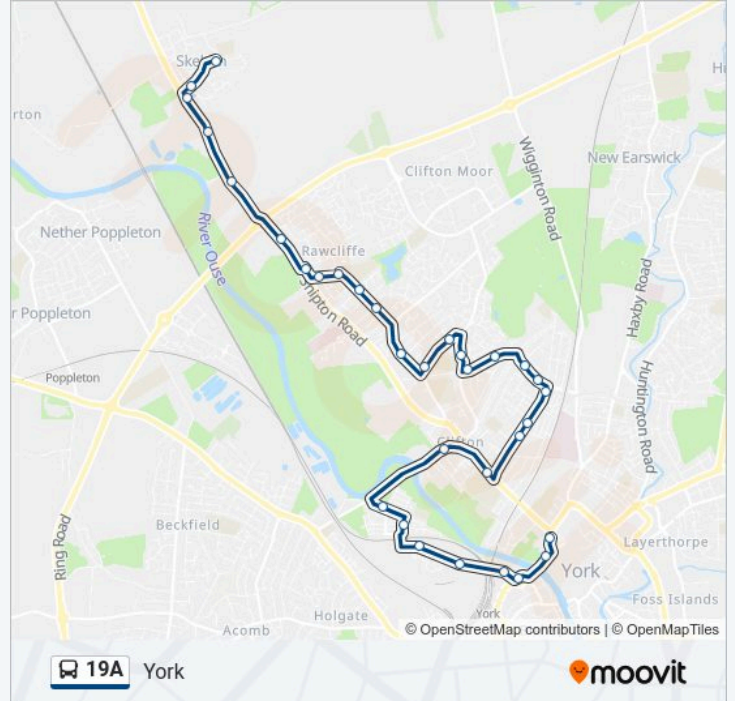 Skelton
rton
Wigginton Road
New Earswick
Clifton Moor
Nether Poppleton
River Ouse
Rawcliffe
Haxby Road
r Poppleton
Shipton Road
Poppleton
Huntington Road
Clifton
Beckfield
Ring Road
Layerthorpe
York
Foss Islands
York
Holgate
Acomb
© OpenStreetMap contributors | © OpenMapTiles
19A York
moovit